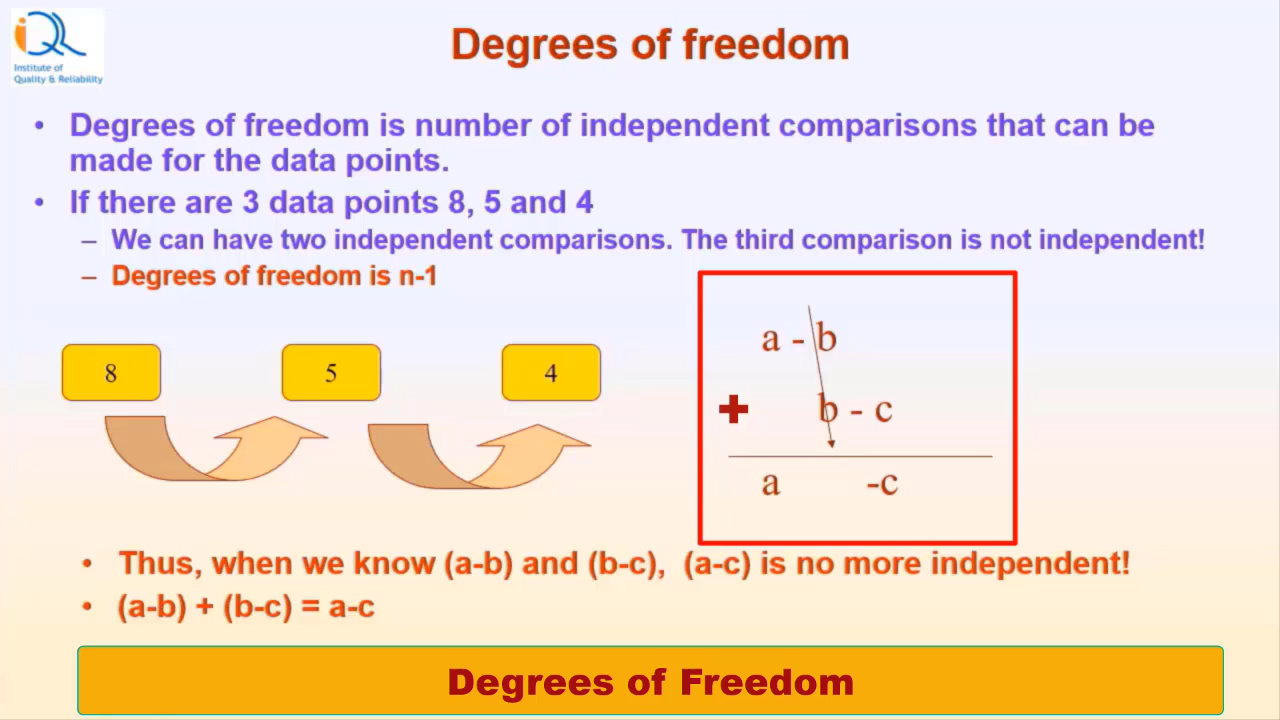 iQR
Institute of
Quality & Reliability
Degrees of freedom
• Degrees of freedom is number of independent comparisons that can be
made for the data points.
• If there are 3 data points 8, 5 and 4
– We can have two independent comparisons. The third comparison is not independent!
– Degrees of freedom is n-1
8 5 4
a - b
+ b - c
a -c
• Thus, when we know (a-b) and (b-c), (a-c) is no more independent!
• (a-b) + (b-c) = a-c
Degrees of Freedom